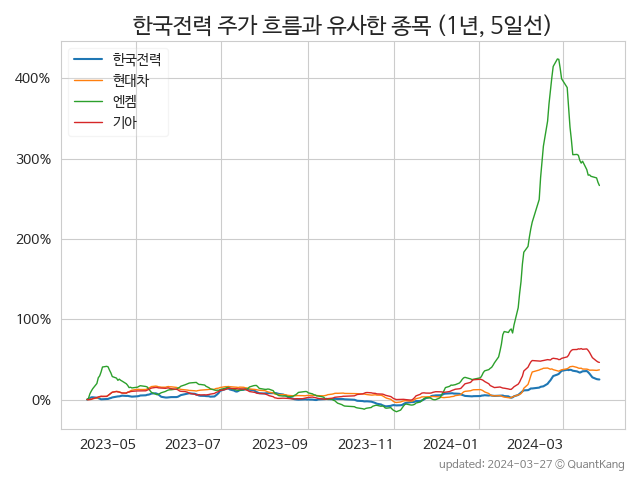 한국전력 주가 흐름과 유사한 종목 (1년, 5일선)
한국전력
현대차
엔켐
기아
400%
300%
200%
100%
0%
2023-05 2023-07 2023-09 2023-11 2024-01 2024-03
updated: 2024-03-27 © QuantKang